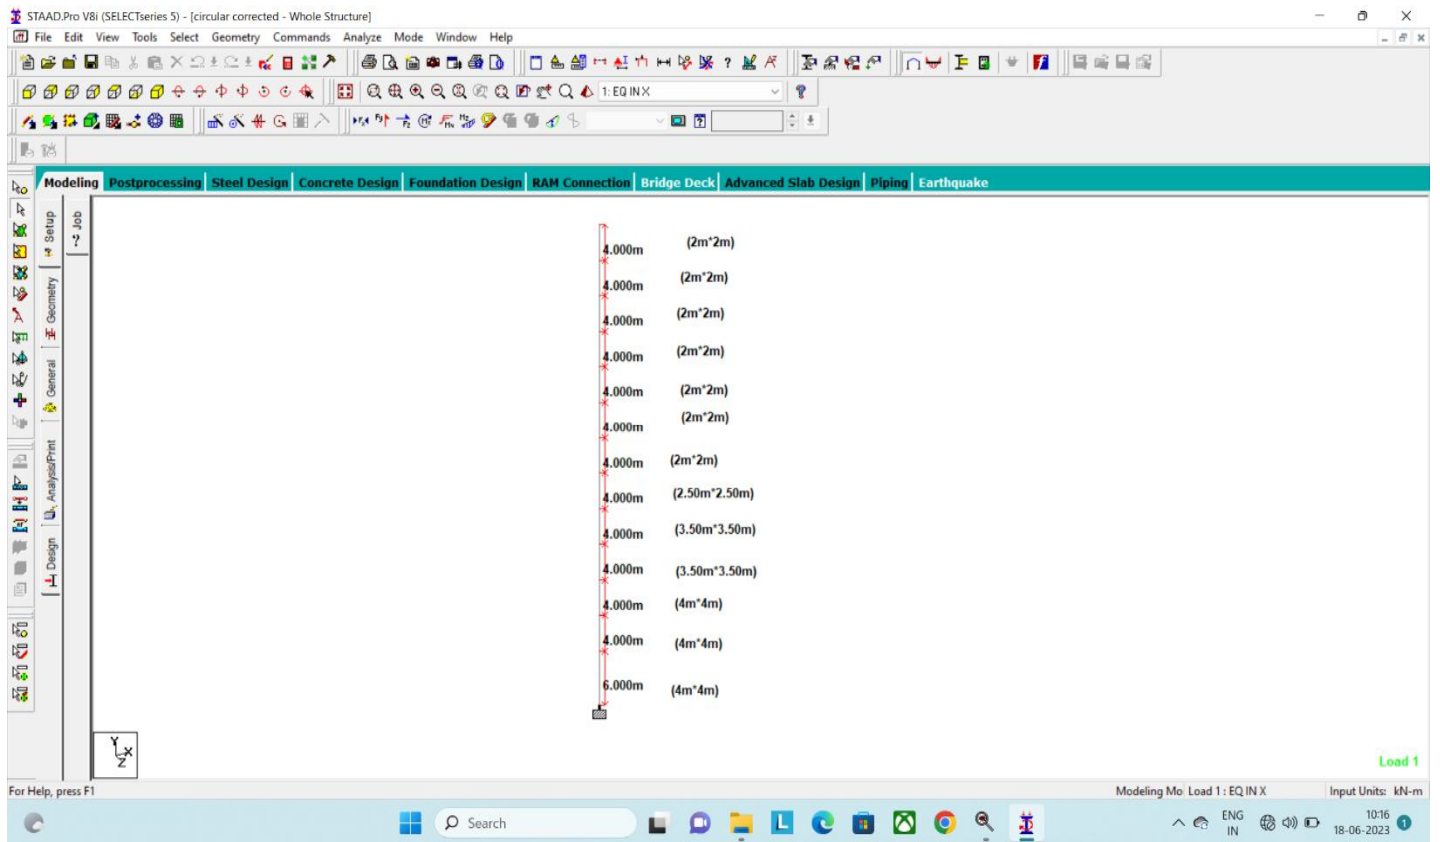 STAAD.Pro V8i (SELECTseries 5) - [circular corrected - Whole Structure]
File Edit View Tools Select Geometry Commands Analyze Mode Window Help
1: EQ IN X
Modeling Postprocessing Steel Design Concrete Design Foundation Design RAM Connection Bridge Deck Advanced Slab Design Piping Earthquake
Setup
Geometry
General
Analysis/Print
Design
Job
4.000m (2m*2m)
4.000m (2m*2m)
4.000m (2m*2m)
4.000m (2m*2m)
4.000m (2m*2m)
4.000m (2m*2m)
4.000m (2m*2m)
4.000m (2.50m*2.50m)
4.000m (3.50m*3.50m)
4.000m (3.50m*3.50m)
4.000m (4m*4m)
4.000m (4m*4m)
6.000m (4m*4m)
Y
X
Z
Load 1
For Help, press F1 Modeling Mo Load 1 : EQ IN X Input Units: kN-m
Search ENG IN 10:16 18-06-2023 1